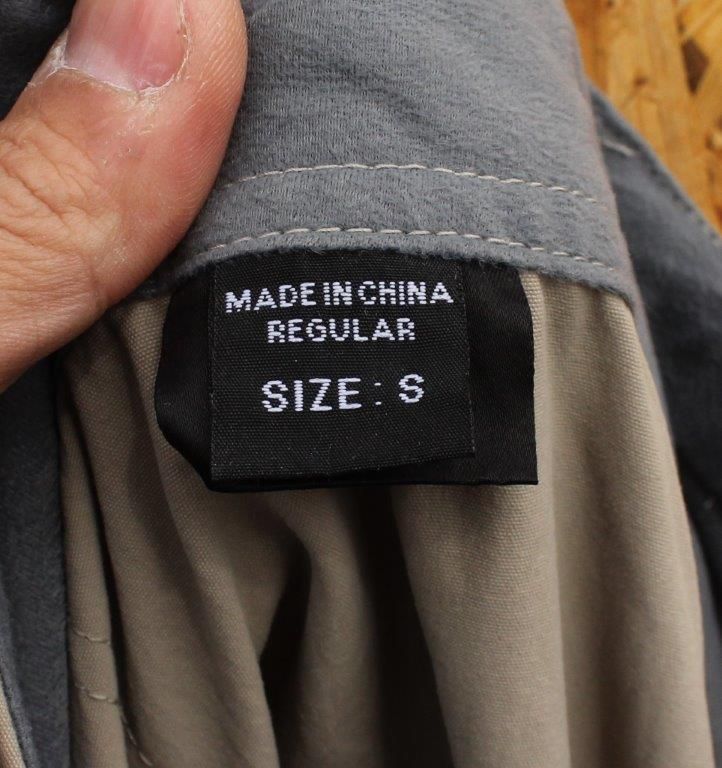 MADE IN CHINA
REGULAR
SIZE : S